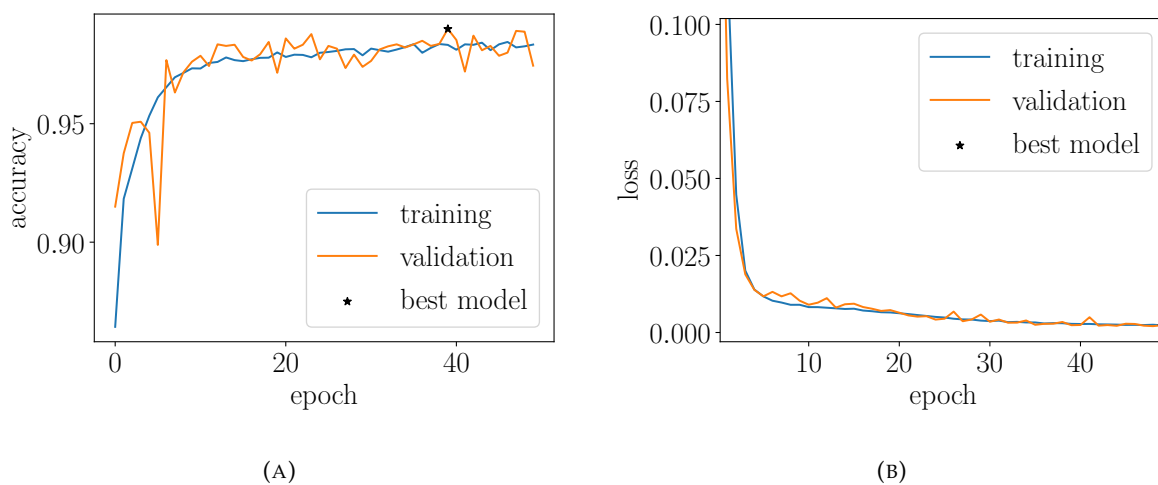 0.95
0.90
accuracy
training
validation
best model
0
20
40
epoch
(A)
0.100
0.075
0.050
0.025
0.000
loss
training
validation
best model
10
20
30
40
epoch
(B)